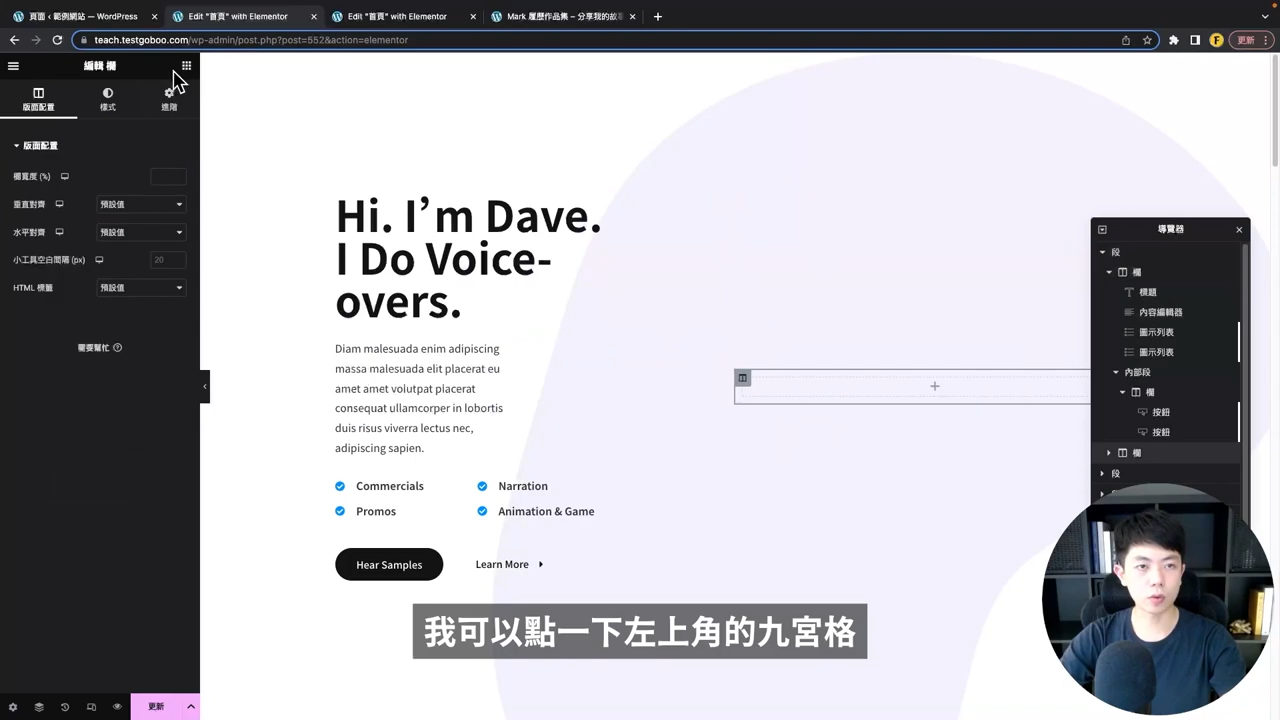 頁面 ‹ 範例網站 — WordPress
Edit "首頁" with Elementor
Edit "首頁" with Elementor
Mark 履歷作品集 – 分享我的故事
teach.testgoboo.com/wp-admin/post.php?post=552&action=elementor
更新
編輯 欄
版面配置
樣式
進階
版面配置
欄寬度 (%)
垂直對齊
預設值
水平對齊
預設值
小工具空白間隔 (px)
20
HTML 標籤
預設值
需要幫忙
更新
Hi. I’m Dave.
I Do Voice-
overs.
Diam malesuada enim adipiscing
massa malesuada elit placerat eu
amet amet volutpat placerat
consequat ullamcorper in lobortis
duis risus viverra lectus nec,
adipiscing sapien.
Commercials
Narration
Promos
Animation & Game
Hear Samples
Learn More
導覽器
段
欄
標題
內容編輯器
圖示列表
圖示列表
內部段
欄
按鈕
按鈕
欄
段
我可以點一下左上角的九宮格